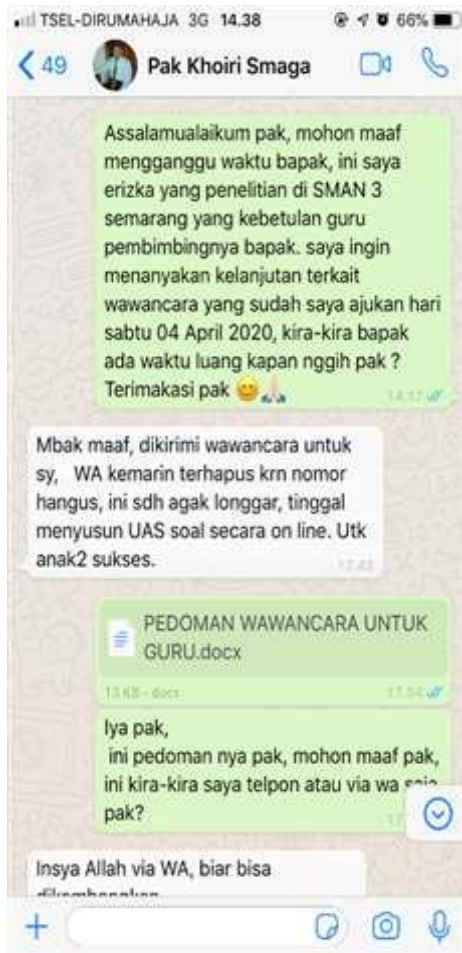 TSEL-DIRUMAHAJA 3G 14.38 66%
49 Pak Khoiri Smaga
Assalamualaikum pak, mohon maaf
mengganggu waktu bapak, ini saya
erizka yang penelitian di SMAN 3
semarang yang kebetulan guru
pembimbingnya bapak. saya ingin
menanyakan kelanjutan terkait
wawancara yang sudah saya ajukan hari
sabtu 04 April 2020, kira-kira bapak
ada waktu luang kapan nggih pak ?
Terimakasi pak 😊🙏
Mbak maaf, dikirimi wawancara untuk
sy, WA kemarin terhapus krn nomor
hangus, ini sdh agak longgar, tinggal
menyusun UAS soal secara on line. Utk
anak2 sukses.
17.43
PEDOMAN WAWANCARA UNTUK
GURU.docx
13 KB - docx 17.54
Iya pak,
ini pedoman nya pak, mohon maaf pak,
ini kira-kira saya telpon atau via wa saja
pak?
Insya Allah via WA, biar bisa
dikembangkan